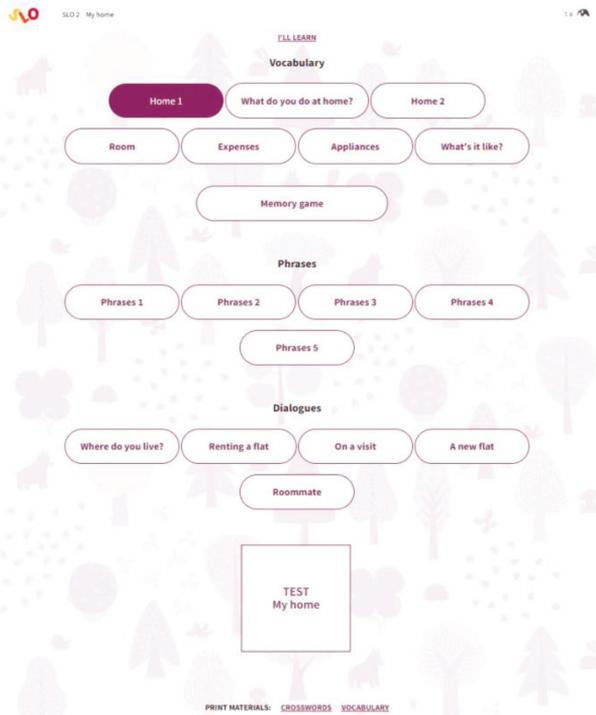 SLO
SLO 2 My home
I'LL LEARN
Vocabulary
Home 1 What do you do at home? Home 2
Room Expenses Appliances What's it like?
Memory game
Phrases
Phrases 1 Phrases 2 Phrases 3 Phrases 4
Phrases 5
Dialogues
Where do you live? Renting a flat On a visit A new flat
Roommate
TEST
My home
PRINT MATERIALS: CROSSWORDS VOCABULARY